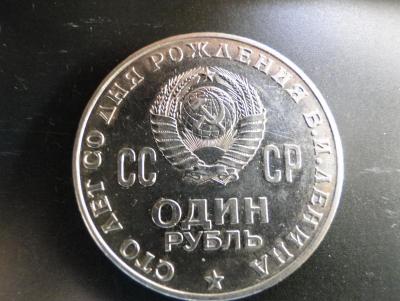 СТО ЛЕТ СО ДНЯ РОЖДЕНИЯ В.И.ЛЕНИНА
СС СР
ОДИН
РУБЛЬ